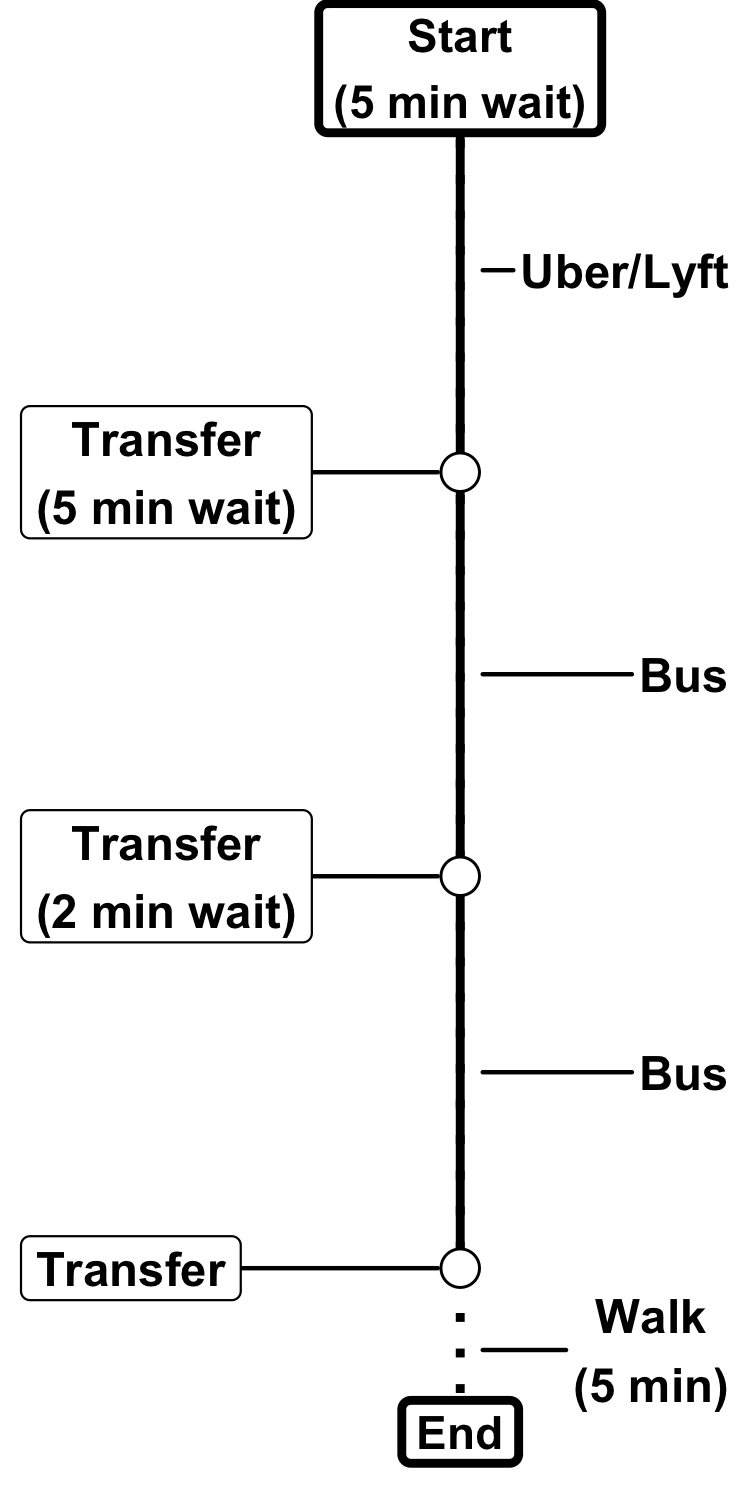 Start
(5 min wait)
Uber/Lyft
Transfer
(5 min wait)
Bus
Transfer
(2 min wait)
Bus
Transfer
Walk
(5 min)
End